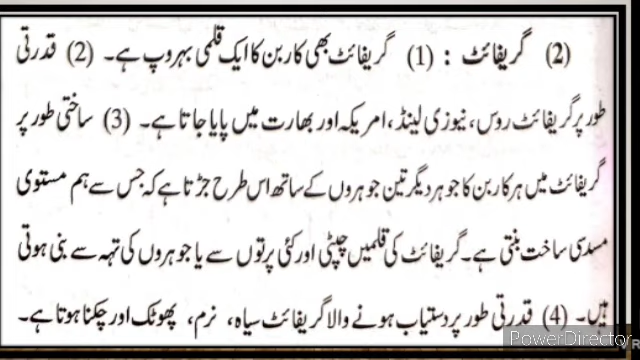 (2) گریفائٹ : (1) گریفائٹ بھی کاربن کا ایک قلمی بہروپ ہے۔ (2) قدرتی
طور پر گریفائٹ روس، نیوزی لینڈ، امریکہ اور بھارت میں پایا جاتا ہے۔ (3) ساختی طور پر
گریفائٹ میں ہر کاربن کا جوہر دیگر تین جوہروں کے ساتھ اس طرح جڑتا ہے کہ جس سے ہم مستوی
مسدسی ساخت بنتی ہے۔ گریفائٹ کی قلمیں چپٹی اور کئی پرتوں سے یا جوہروں کی تہہ سے بنی ہوتی
ہیں۔ (4) قدرتی طور پر دستیاب ہونے والا گریفائٹ سیاہ، نرم، پھوٹک اور چکنا ہوتا ہے۔
PowerDirector